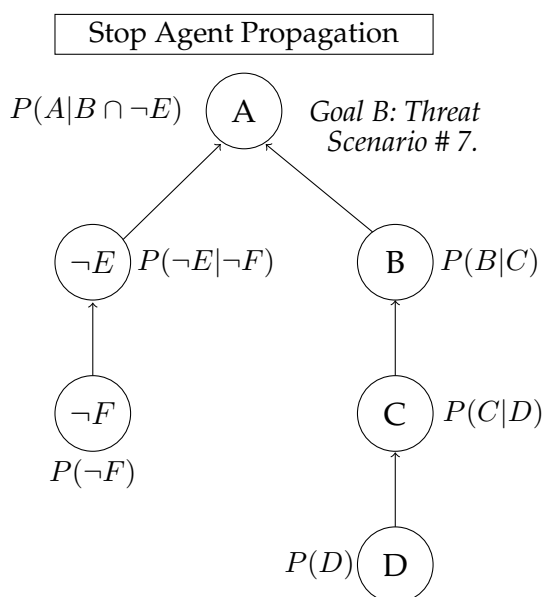 Stop Agent Propagation
P(A|B ∩ ¬E)
A
Goal B: Threat
Scenario # 7.
¬E
P(¬E|¬F)
B
P(B|C)
¬F
P(¬F)
C
P(C|D)
P(D)
D